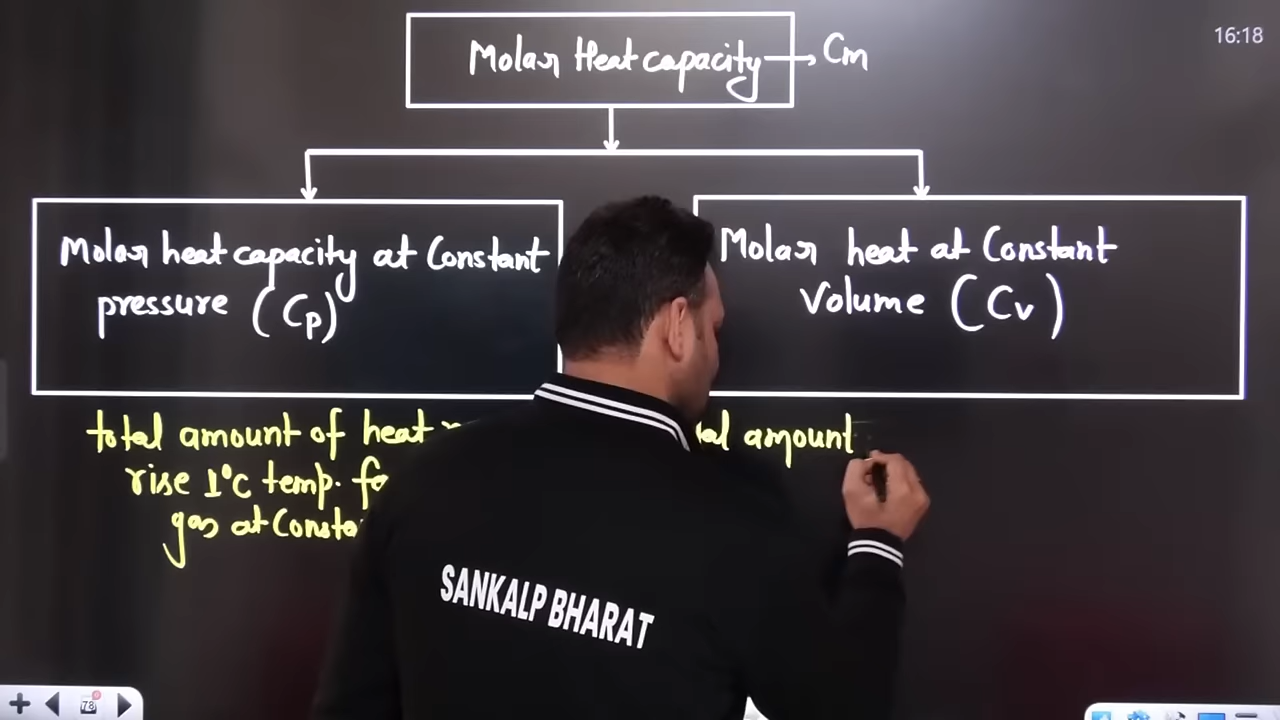 16:18
Molar Heat capacity → Cm
Molar heat capacity at Constant
pressure (Cp)
Molar heat at Constant
Volume (Cv)
total amount of heat
rise 1°C temp. fo
gas at Consta
al amount
SANKALP BHARAT
78